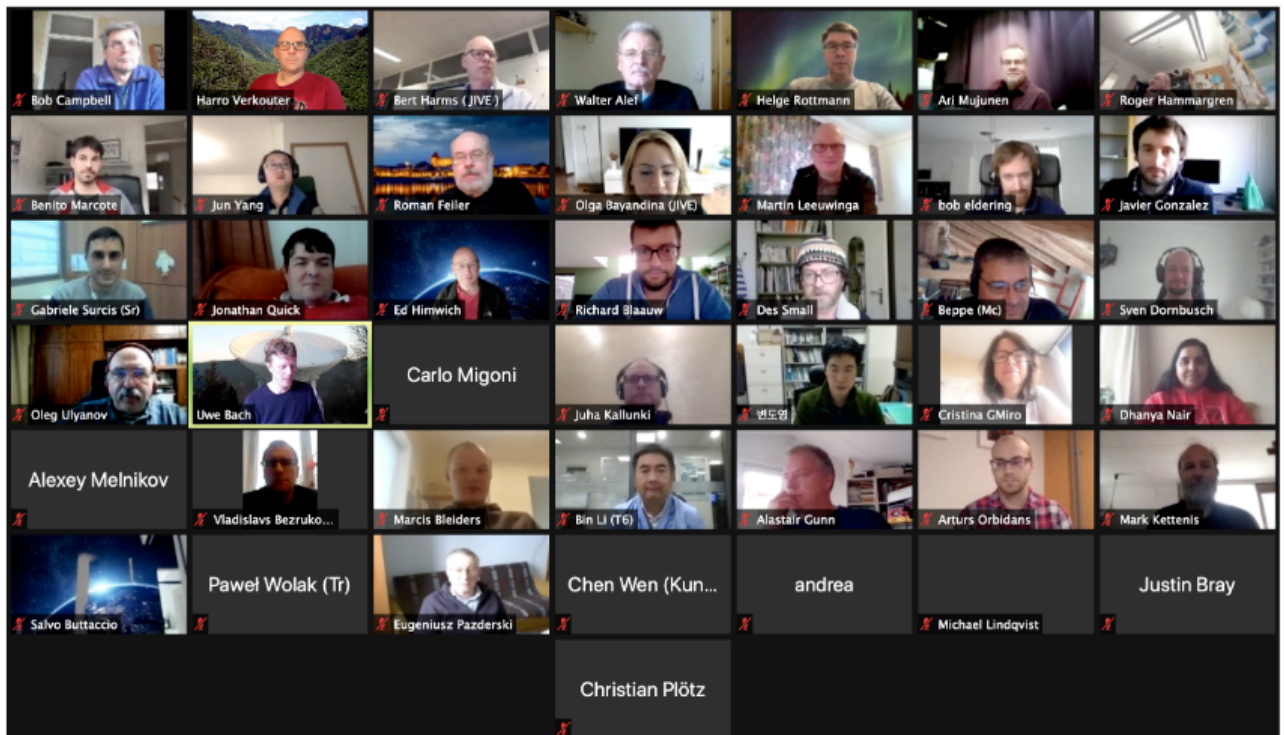 Bob Campbell
Harro Verkouter
Bert Harms ( JIVE )
Walter Alef
Helge Rottmann
Ari Mujunen
Roger Hammargren
Benito Marcote
Jun Yang
Roman Feiler
Olga Bayandina (JIVE)
Martin Leeuwinga
bob eldering
Javier Gonzalez
Gabriele Surcis (Sr)
Jonathan Quick
Ed Himwich
Richard Blaauw
Des Small
Beppe (Mc)
Sven Dornbusch
Oleg Ulyanov
Uwe Bach
Carlo Migoni
Juha Kallunki
변도영
Cristina GMiro
Dhanya Nair
Alexey Melnikov
Vladislavs Bezruko...
Marcis Bleiders
Bin Li (T6)
Alastair Gunn
Arturs Orbidans
Mark Kettenis
Salvo Buttaccio
Paweł Wolak (Tr)
Eugeniusz Pazderski
Chen Wen (Kun...
andrea
Michael Lindqvist
Justin Bray
Christian Plötz